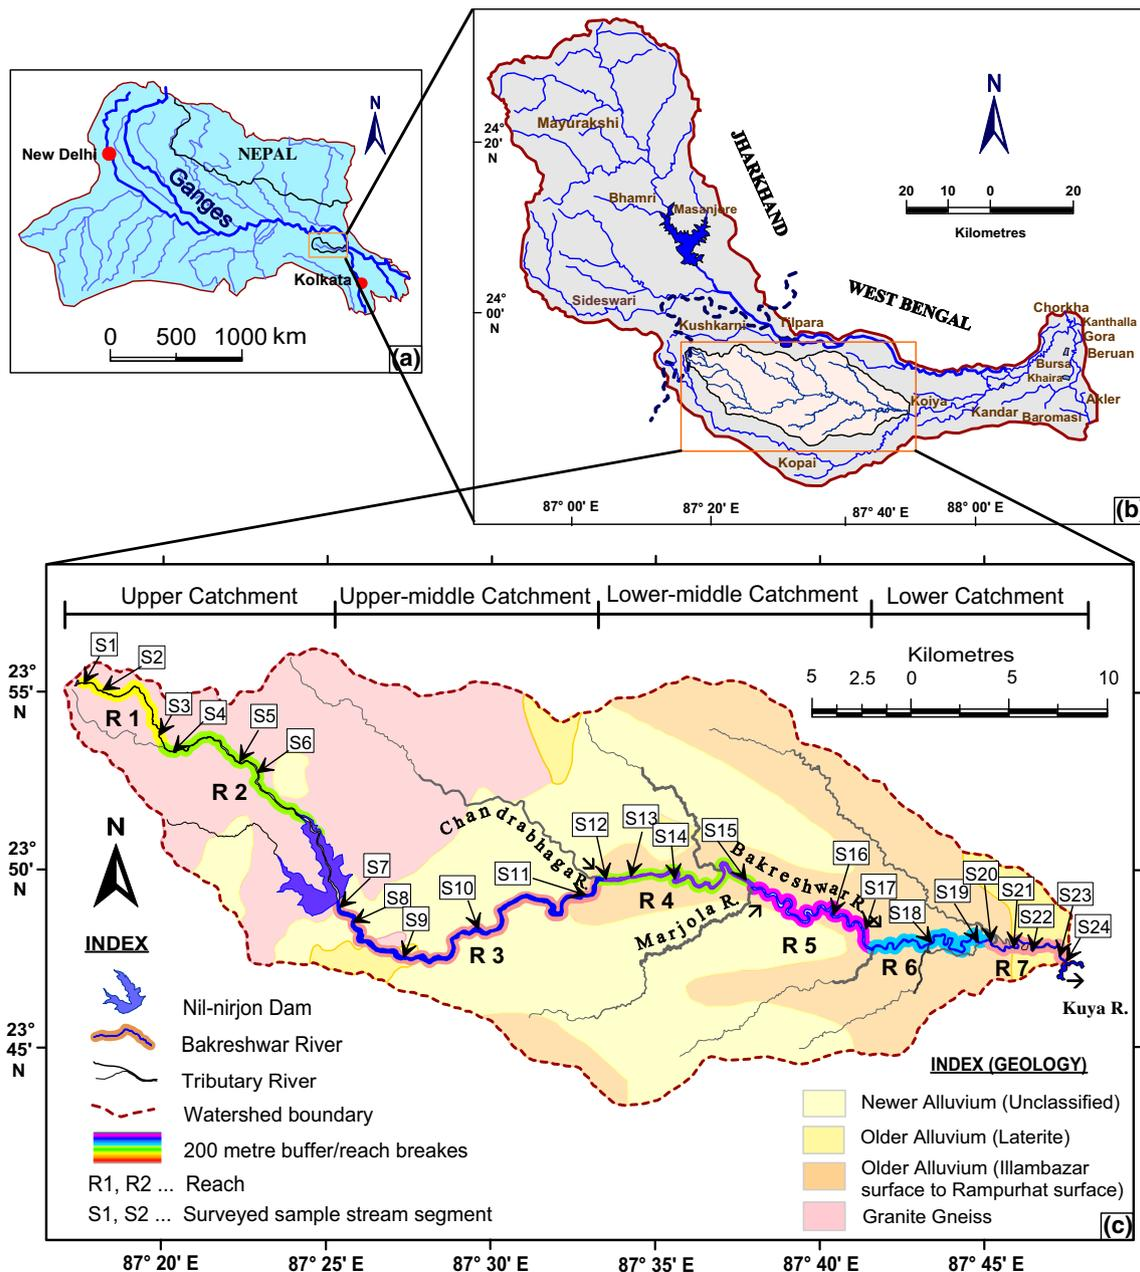 N
New Delhi
NEPAL
Ganges
Kolkata
0 500 1000 km
(a)
24°
20'
N
24°
00'
N
Mayurakshi
JHARKHAND
N
20 10 0 20
Kilometres
Bhamri
Masanjore
Sideswari
WEST BENGAL
Kushkarni
Tilpara
Chorkha
Kanthalla
Gora
Beruan
Bursa
Khaira
Akler
Koiya
Kandar
Baromasi
Kopai
87° 00' E 87° 20' E 87° 40' E 88° 00' E
(b)
Upper Catchment Upper-middle Catchment Lower-middle Catchment Lower Catchment
23°
55'
N
23°
50'
N
23°
45'
N
Kilometres
5 2.5 0 5 10
S1
S2
S3
S4
S5
S6
R 1
R 2
N
S7
S8
S9
S10
S11
S12
S13
S14
S15
S16
S17
S18
S19
S20
S21
S22
S23
S24
Chandrabhaga R.
Bakreshwar R.
Marjola R.
R 3
R 4
R 5
R 6
R 7
Kuya R.
INDEX
Nil-nirjon Dam
Bakreshwar River
Tributary River
Watershed boundary
200 metre buffer/reach breakes
R1, R2 ... Reach
S1, S2 ... Surveyed sample stream segment
INDEX (GEOLOGY)
Newer Alluvium (Unclassified)
Older Alluvium (Laterite)
Older Alluvium (Illambazar
surface to Rampurhat surface)
Granite Gneiss
(c)
87° 20' E 87° 25' E 87° 30' E 87° 35' E 87° 40' E 87° 45' E